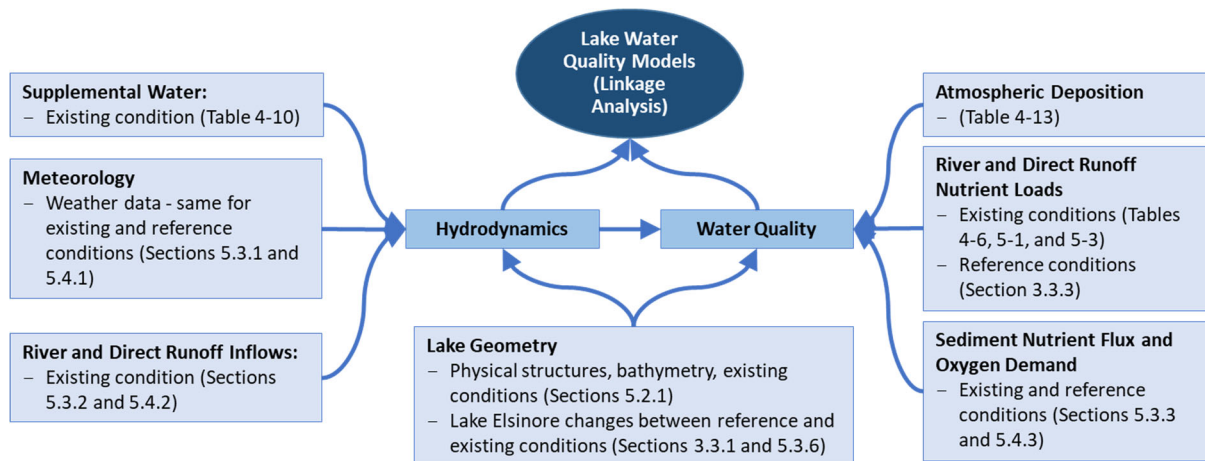 Lake Water
Quality Models
(Linkage
Analysis)
Supplemental Water:
– Existing condition (Table 4-10)
Meteorology
– Weather data - same for
existing and reference
conditions (Sections 5.3.1 and
5.4.1)
River and Direct Runoff Inflows:
– Existing condition (Sections
5.3.2 and 5.4.2)
Hydrodynamics
Water Quality
Lake Geometry
– Physical structures, bathymetry, existing
conditions (Sections 5.2.1)
– Lake Elsinore changes between reference and
existing conditions (Sections 3.3.1 and 5.3.6)
Atmospheric Deposition
– (Table 4-13)
River and Direct Runoff
Nutrient Loads
– Existing conditions (Tables
4-6, 5-1, and 5-3)
– Reference conditions
(Section 3.3.3)
Sediment Nutrient Flux and
Oxygen Demand
– Existing and reference
conditions (Sections 5.3.3
and 5.4.3)